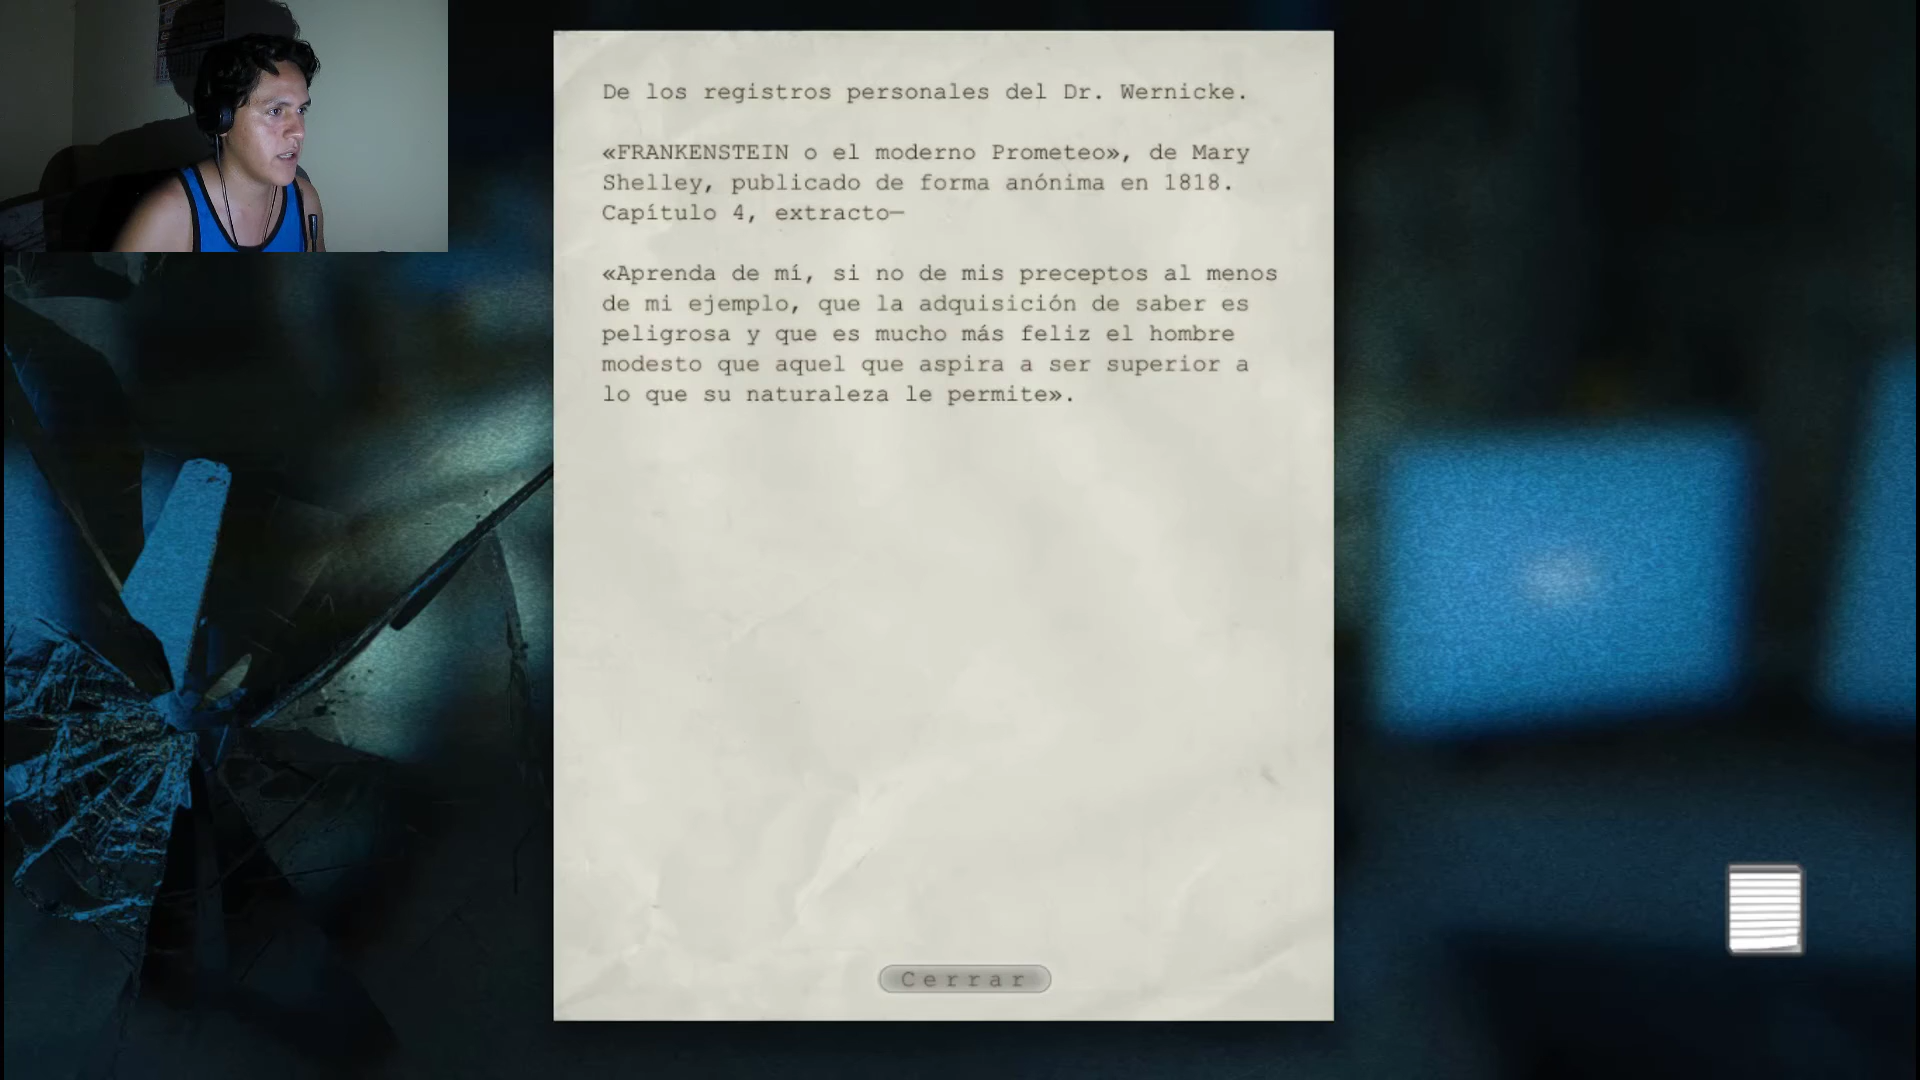 De los registros personales del Dr. Wernicke.
«FRANKENSTEIN o el moderno Prometeo», de Mary
Shelley, publicado de forma anónima en 1818.
Capítulo 4, extracto—
«Aprenda de mí, si no de mis preceptos al menos
de mi ejemplo, que la adquisición de saber es
peligrosa y que es mucho más feliz el hombre
modesto que aquel que aspira a ser superior a
lo que su naturaleza le permite».
Cerrar